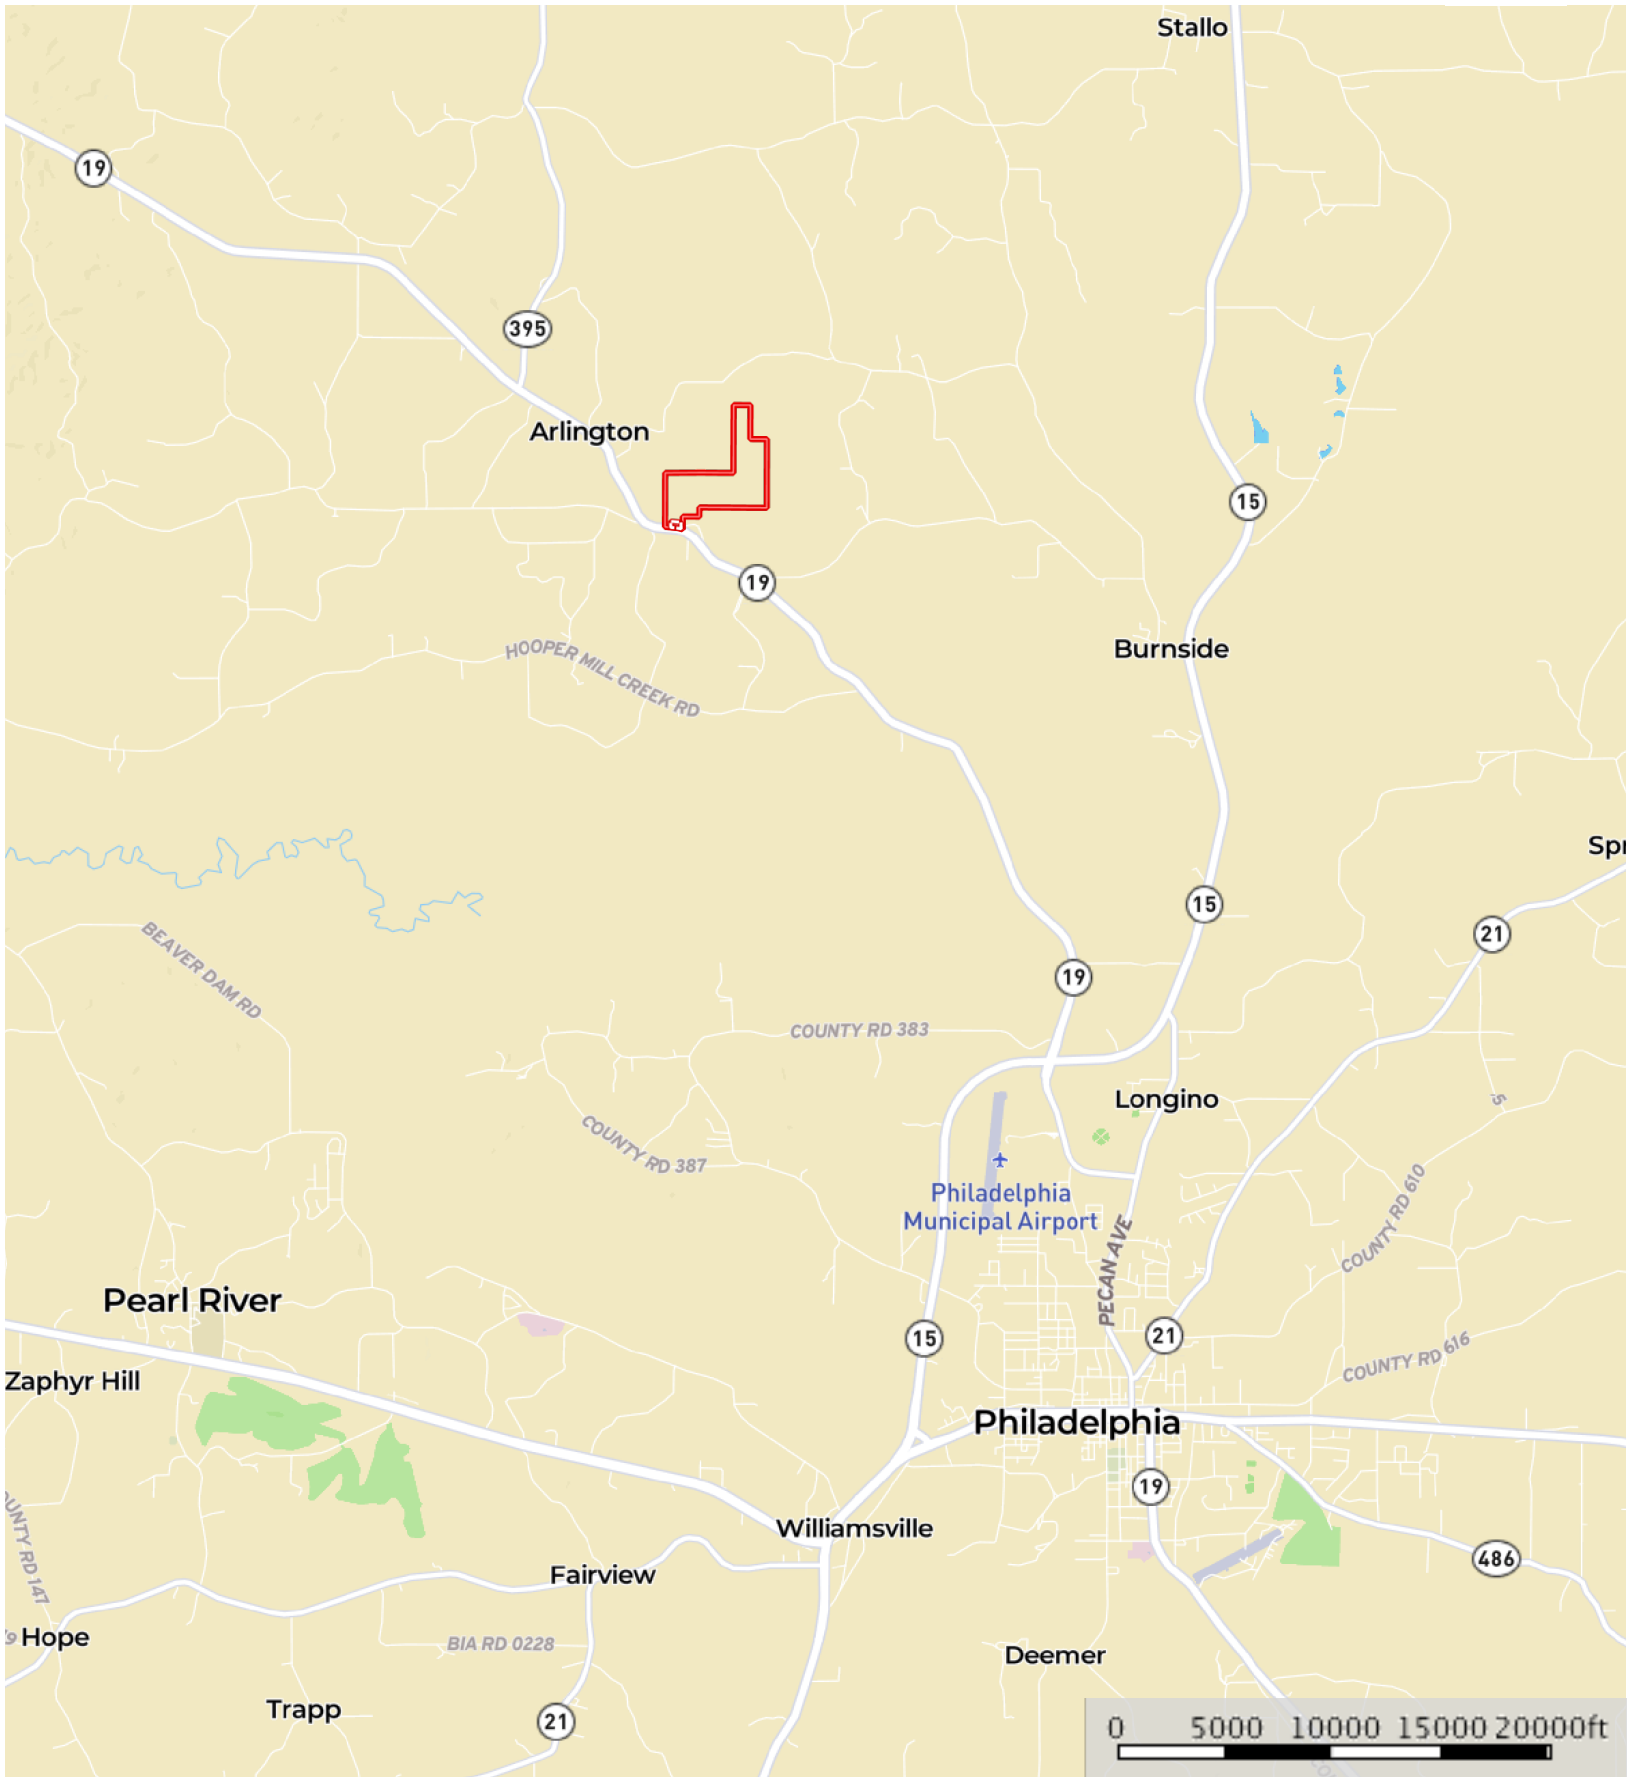 Stallo
19
395
Arlington
15
19
Burnside
HOOPER MILL CREEK RD
15
21
BEAVER DAM RD
19
COUNTY RD 383
Longino
COUNTY RD 387
Philadelphia
Municipal Airport
COUNTY RD 610
PECAN AVE
Pearl River
15
21
COUNTY RD 616
Zaphyr Hill
Philadelphia
19
Williamsville
486
Fairview
Hope
BIA RD 0228
Deemer
Trapp
21
0 5000 10000 15000 20000ft